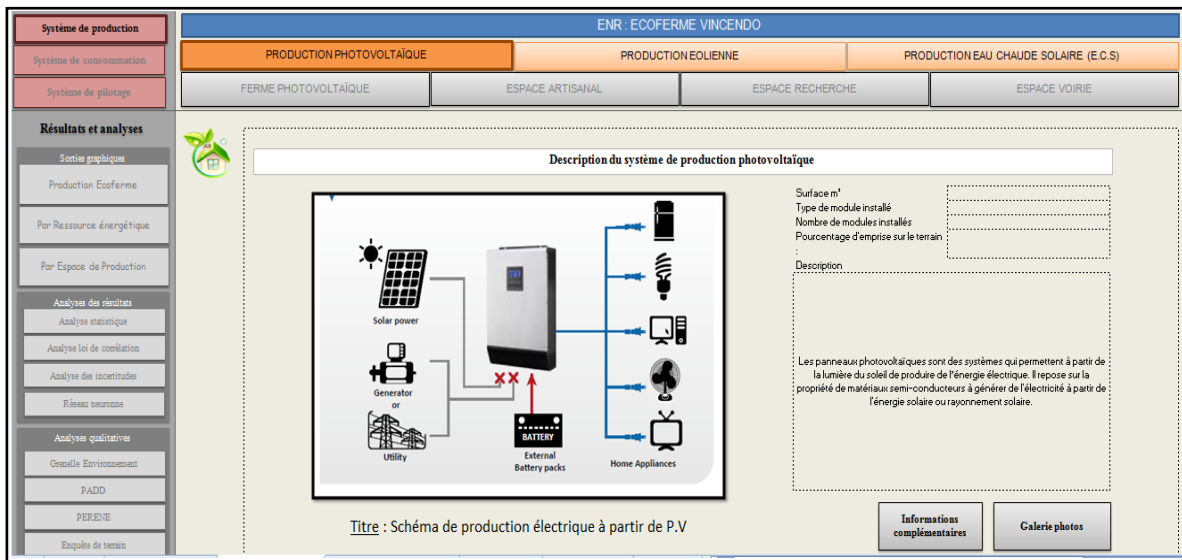 Système de production
Système de consommation
Système de pilotage
Résultats et analyses
Sorties graphiques
Production Ecoferme
Par Ressource énergétique
Par Espace de Production
Analyses des résultats
Analyse statistique
Analyse loi de corrélation
Analyse des incertitudes
Réseau neuronne
Analyses qualitatives
Grenelle Environnement
PADD
PERENE
Enquête de terrain
ENR : ECOFERME VINCENDO
PRODUCTION PHOTOVOLTAÏQUE
PRODUCTION EOLIENNE
PRODUCTION EAU CHAUDE SOLAIRE (E.C.S)
FERME PHOTOVOLTAÏQUE
ESPACE ARTISANAL
ESPACE RECHERCHE
ESPACE VOIRIE
Description du système de production photovoltaïque
Solar power
Generator
or
Utility
BATTERY
External
Battery packs
Home Appliances
Titre : Schéma de production électrique à partir de P.V
Surface m²
Type de module installé
Nombre de modules installés
Pourcentage d'emprise sur le terrain
:
Description
Les panneaux photovoltaïques sont des systèmes qui permettent à partir de
la lumière du soleil de produire de l'énergie électrique. Il repose sur la
propriété de matériaux semi-conducteurs à générer de l'électricité à partir de
l'énergie solaire ou rayonnement solaire.
Informations
complémentaires
Galerie photos